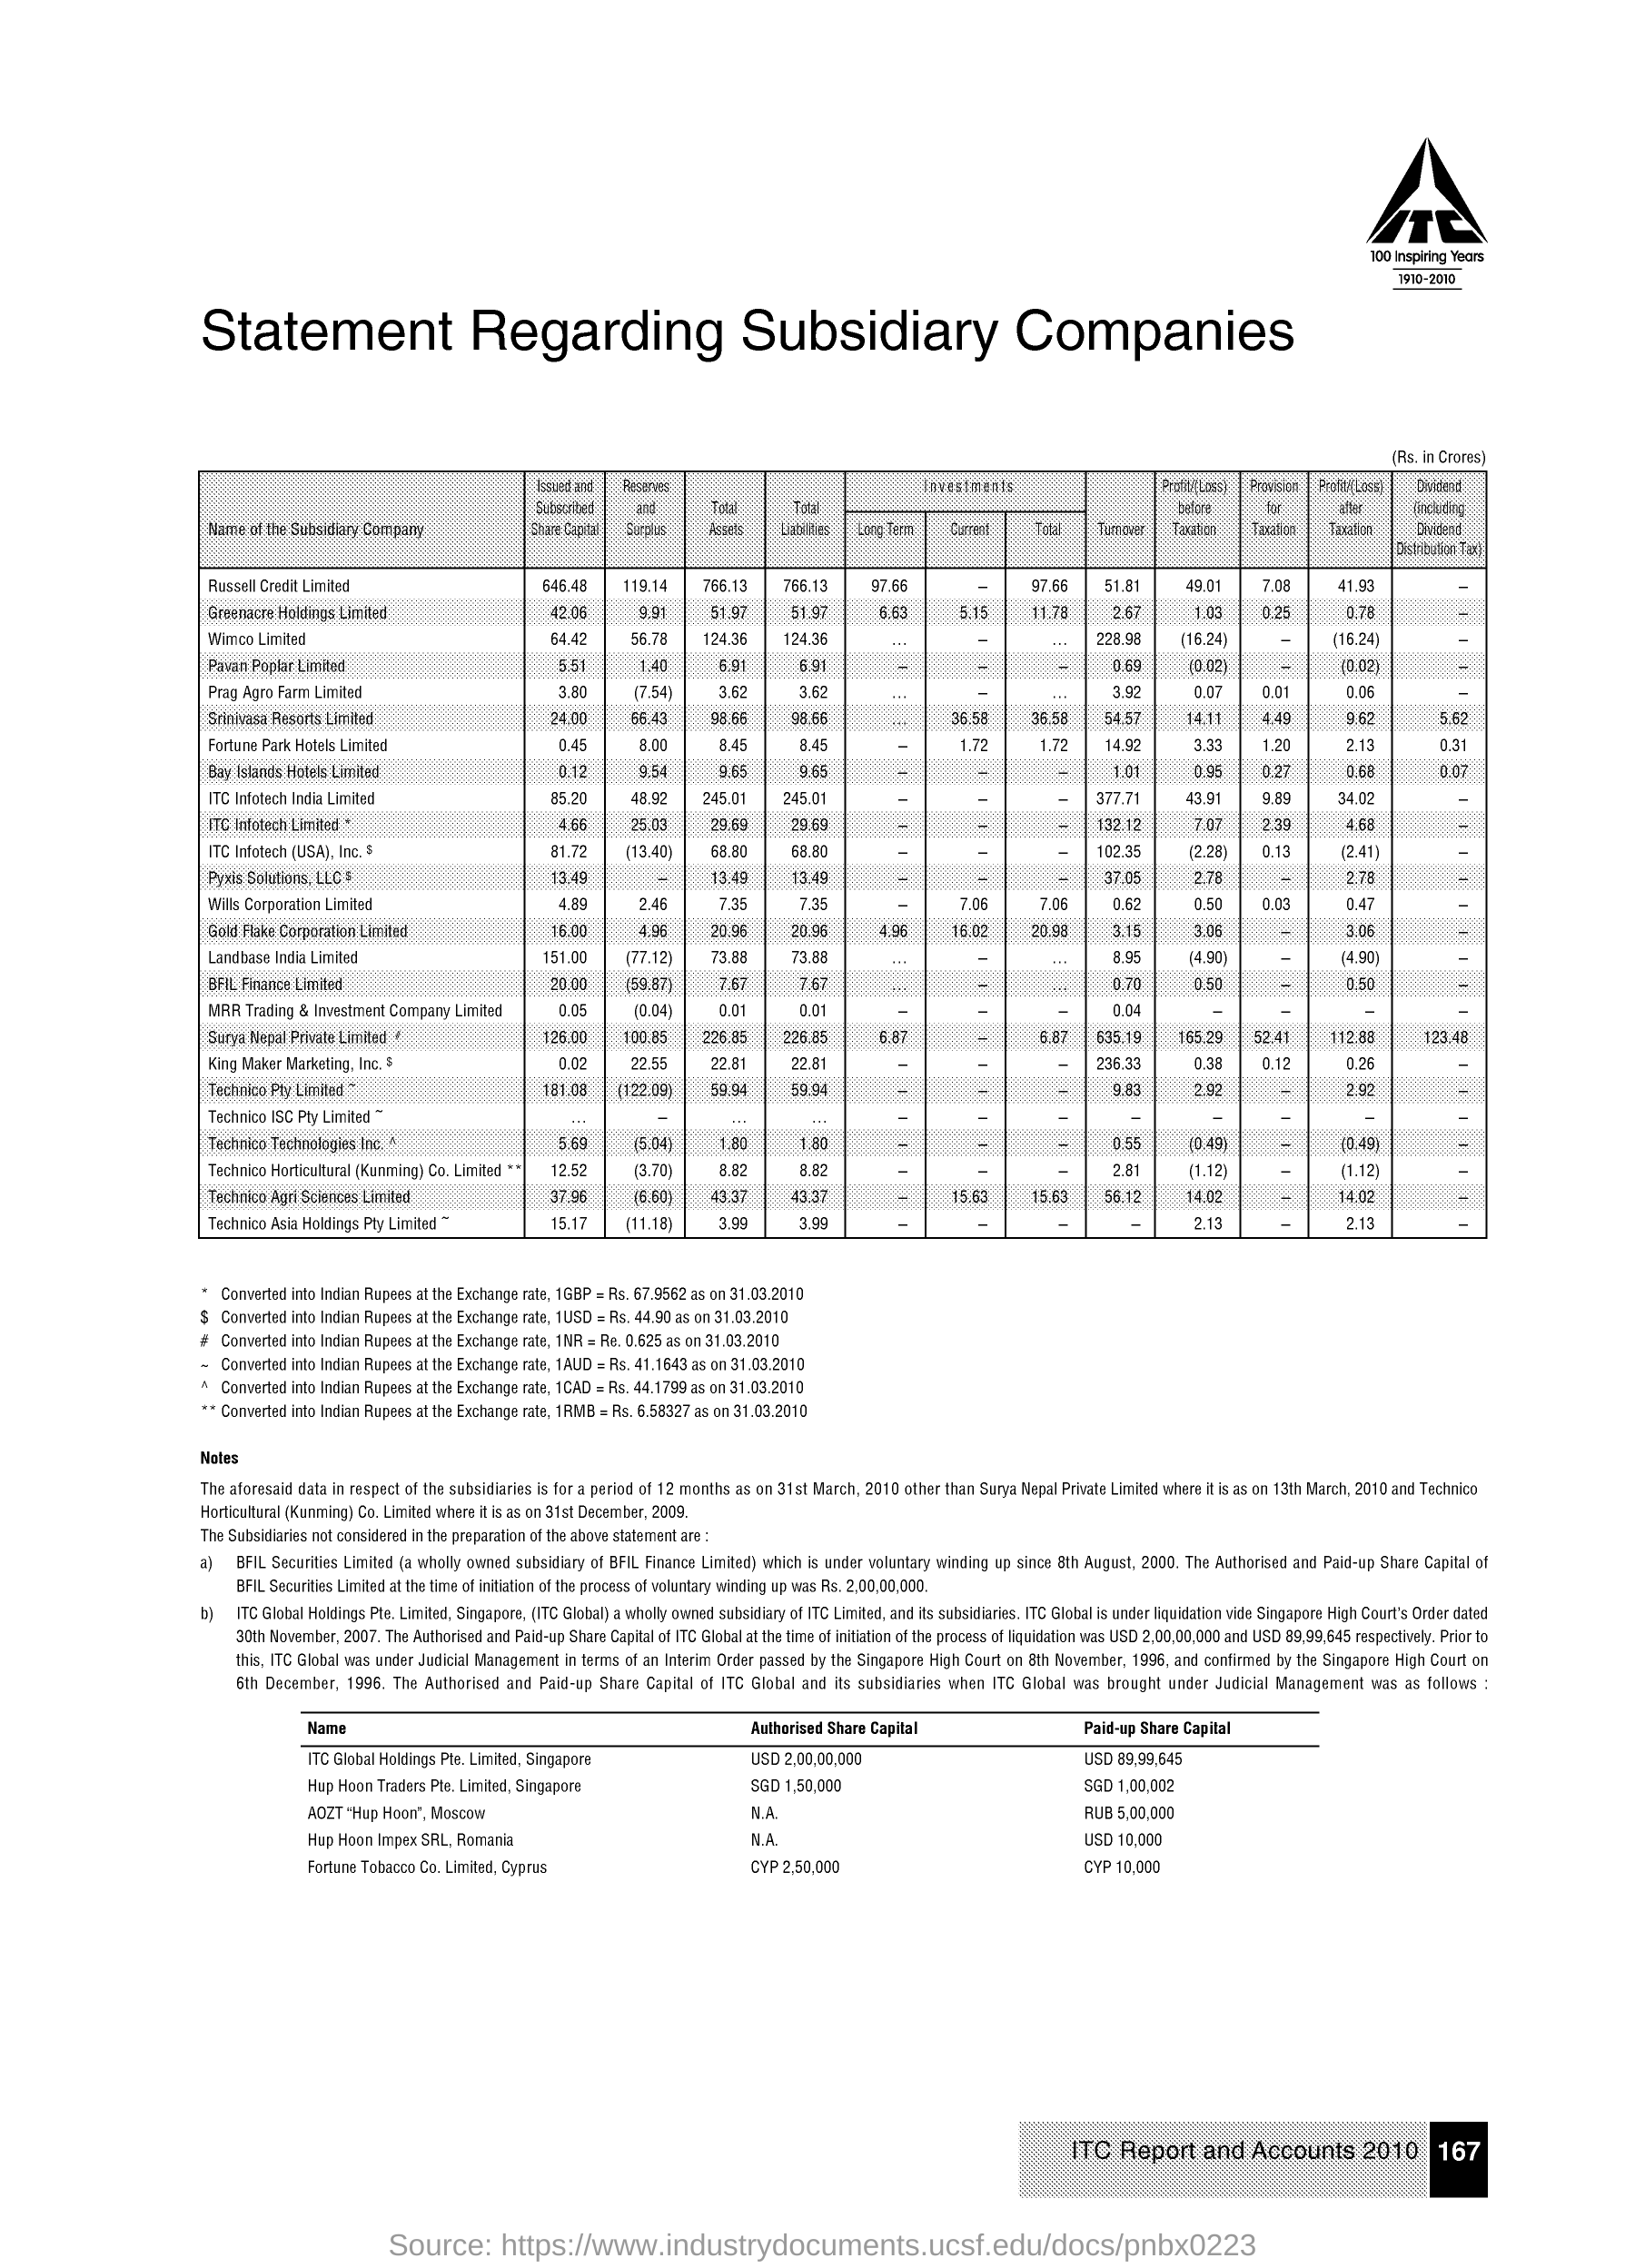 ITC
100 Inspiring Years
1910-2010
Statement Regarding Subsidiary Companies
(Rs. in Crores)
Name of the Subsidiary Company | Issued and Subscribed Share Capital | Reserves and Surplus | Total Assets | Total Liabilities | Investments Long Term | Current | Total | Turnover | Profit/(Loss) before Taxation | Provision for Taxation | Profit/(Loss) after Taxation | Dividend (including Dividend Distribution Tax)
Russell Credit Limited 646.48 119.14 766.13 766.13 97.66 – 97.66 51.81 49.01 7.08 41.93 –
Greenacre Holdings Limited 42.06 9.91 51.97 51.97 6.63 5.15 11.78 2.67 1.03 0.25 0.78 –
Wimco Limited 64.42 56.78 124.36 124.36 ... – ... 228.98 (16.24) – (16.24) –
Pavan Poplar Limited 5.51 1.40 6.91 6.91 – – – 0.69 (0.02) – (0.02) –
Prag Agro Farm Limited 3.80 (7.54) 3.62 3.62 ... – ... 3.92 0.07 0.01 0.06 –
Srinivasa Resorts Limited 24.00 66.43 98.66 98.66 ... 36.58 36.58 54.57 14.11 4.49 9.62 5.62
Fortune Park Hotels Limited 0.45 8.00 8.45 8.45 – 1.72 1.72 14.92 3.33 1.20 2.13 0.31
Bay Islands Hotels Limited 0.12 9.54 9.65 9.65 – – – 1.01 0.95 0.27 0.68 0.07
ITC Infotech India Limited 85.20 48.92 245.01 245.01 – – – 377.71 43.91 9.89 34.02 –
ITC Infotech Limited * 4.66 25.03 29.69 29.69 – – – 132.12 7.07 2.39 4.68 –
ITC Infotech (USA), Inc. $ 81.72 (13.40) 68.80 68.80 – – – 102.35 (2.28) 0.13 (2.41) –
Pyxis Solutions, LLC $ 13.49 – 13.49 13.49 – – – 37.05 2.78 – 2.78 –
Wills Corporation Limited 4.89 2.46 7.35 7.35 – 7.06 7.06 0.62 0.50 0.03 0.47 –
Gold Flake Corporation Limited 16.00 4.96 20.96 20.96 4.96 16.02 20.98 3.15 3.06 – 3.06 –
Landbase India Limited 151.00 (77.12) 73.88 73.88 ... – ... 8.95 (4.90) – (4.90) –
BFIL Finance Limited 20.00 (59.87) 7.67 7.67 ... – ... 0.70 0.50 – 0.50 –
MRR Trading & Investment Company Limited 0.05 (0.04) 0.01 0.01 – – – 0.04 – – – –
Surya Nepal Private Limited # 126.00 100.85 226.85 226.85 6.87 – 6.87 635.19 165.29 52.41 112.88 123.48
King Maker Marketing, Inc. $ 0.02 22.55 22.81 22.81 – – – 236.33 0.38 0.12 0.26 –
Technico Pty Limited ~ 181.08 (122.09) 59.94 59.94 – – – 9.83 2.92 – 2.92 –
Technico ISC Pty Limited ~ ... – ... ... – – – – – – – –
Technico Technologies Inc. ^ 5.69 (5.04) 1.80 1.80 – – – 0.55 (0.49) – (0.49) –
Technico Horticultural (Kunming) Co. Limited ** 12.52 (3.70) 8.82 8.82 – – – 2.81 (1.12) – (1.12) –
Technico Agri Sciences Limited 37.96 (6.60) 43.37 43.37 – 15.63 15.63 56.12 14.02 – 14.02 –
Technico Asia Holdings Pty Limited ~ 15.17 (11.18) 3.99 3.99 – – – – 2.13 – 2.13 –
* Converted into Indian Rupees at the Exchange rate, 1GBP = Rs. 67.9562 as on 31.03.2010
$ Converted into Indian Rupees at the Exchange rate, 1USD = Rs. 44.90 as on 31.03.2010
# Converted into Indian Rupees at the Exchange rate, 1NR = Re. 0.625 as on 31.03.2010
~ Converted into Indian Rupees at the Exchange rate, 1AUD = Rs. 41.1643 as on 31.03.2010
^ Converted into Indian Rupees at the Exchange rate, 1CAD = Rs. 44.1799 as on 31.03.2010
** Converted into Indian Rupees at the Exchange rate, 1RMB = Rs. 6.58327 as on 31.03.2010
Notes
The aforesaid data in respect of the subsidiaries is for a period of 12 months as on 31st March, 2010 other than Surya Nepal Private Limited where it is as on 13th March, 2010 and Technico
Horticultural (Kunming) Co. Limited where it is as on 31st December, 2009.
The Subsidiaries not considered in the preparation of the above statement are :
a) BFIL Securities Limited (a wholly owned subsidiary of BFIL Finance Limited) which is under voluntary winding up since 8th August, 2000. The Authorised and Paid-up Share Capital of
BFIL Securities Limited at the time of initiation of the process of voluntary winding up was Rs. 2,00,00,000.
b) ITC Global Holdings Pte. Limited, Singapore, (ITC Global) a wholly owned subsidiary of ITC Limited, and its subsidiaries. ITC Global is under liquidation vide Singapore High Court's Order dated
30th November, 2007. The Authorised and Paid-up Share Capital of ITC Global at the time of initiation of the process of liquidation was USD 2,00,00,000 and USD 89,99,645 respectively. Prior to
this, ITC Global was under Judicial Management in terms of an Interim Order passed by the Singapore High Court on 8th November, 1996, and confirmed by the Singapore High Court on
6th December, 1996. The Authorised and Paid-up Share Capital of ITC Global and its subsidiaries when ITC Global was brought under Judicial Management was as follows :
Name Authorised Share Capital Paid-up Share Capital
ITC Global Holdings Pte. Limited, Singapore USD 2,00,00,000 USD 89,99,645
Hup Hoon Traders Pte. Limited, Singapore SGD 1,50,000 SGD 1,00,002
AOZT “Hup Hoon”, Moscow N.A. RUB 5,00,000
Hup Hoon Impex SRL, Romania N.A. USD 10,000
Fortune Tobacco Co. Limited, Cyprus CYP 2,50,000 CYP 10,000
ITC Report and Accounts 2010 167
Source: https://www.industrydocuments.ucsf.edu/docs/pnbx0223